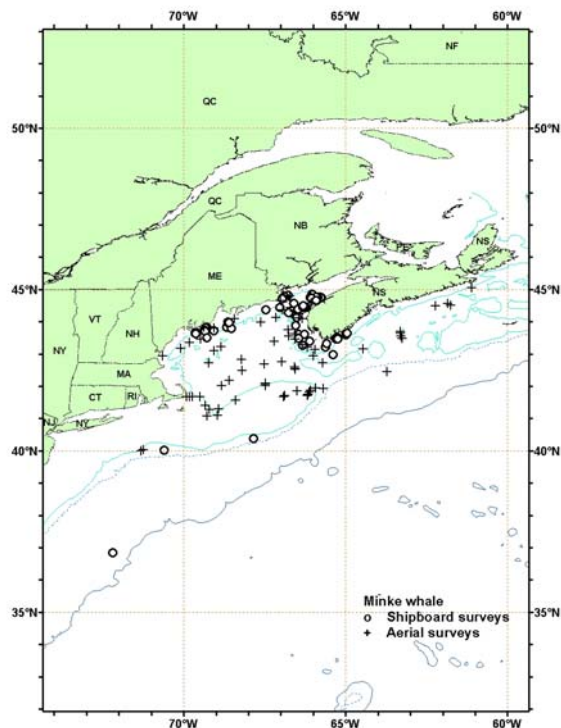 70°W 65°W 60°W
NF
QC
50°N 50°N
QC
NB
NS
ME
45°N 45°N
NS
VT
NH
NY
MA
CT RI
NJ NY
40°N 40°N
35°N 35°N
Minke whale
Shipboard surveys
Aerial surveys
70°W 65°W 60°W